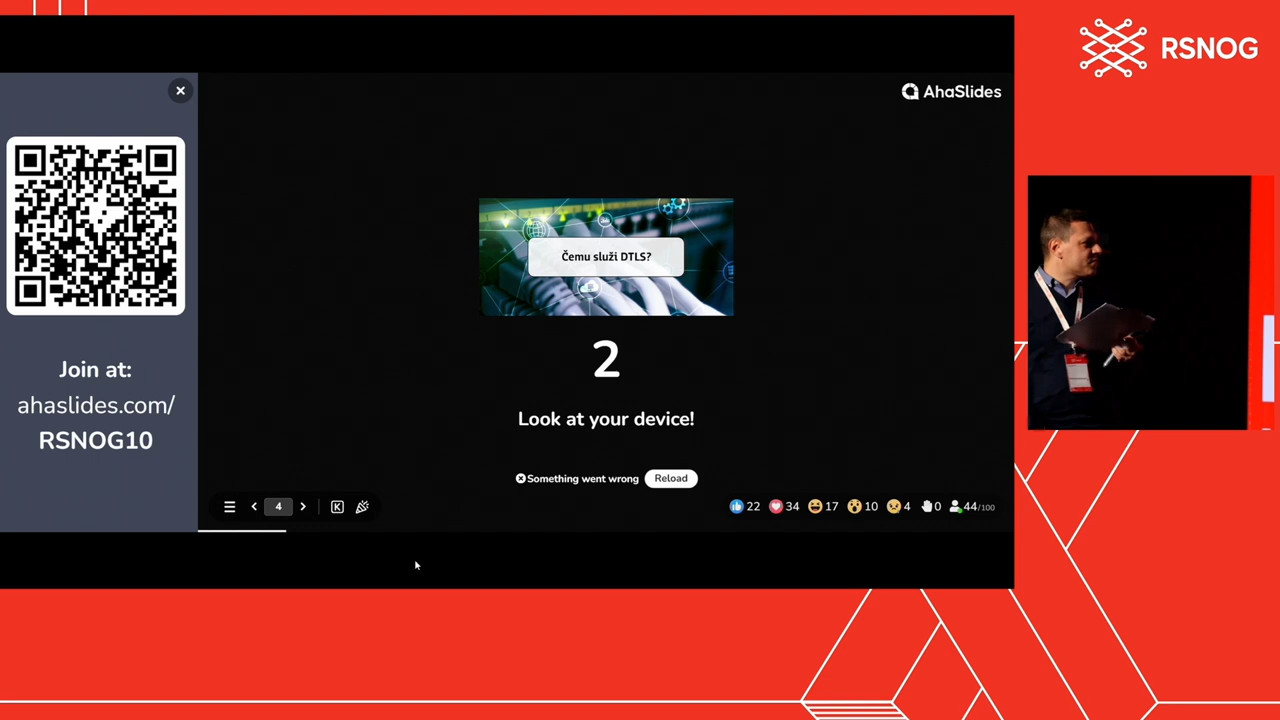 RSNOG
AhaSlides
Čemu služi DTLS?
2
Look at your device!
Something went wrong
Reload
Join at:
ahaslides.com/
RSNOG10
4
K
22
34
17
10
4
0
44/100